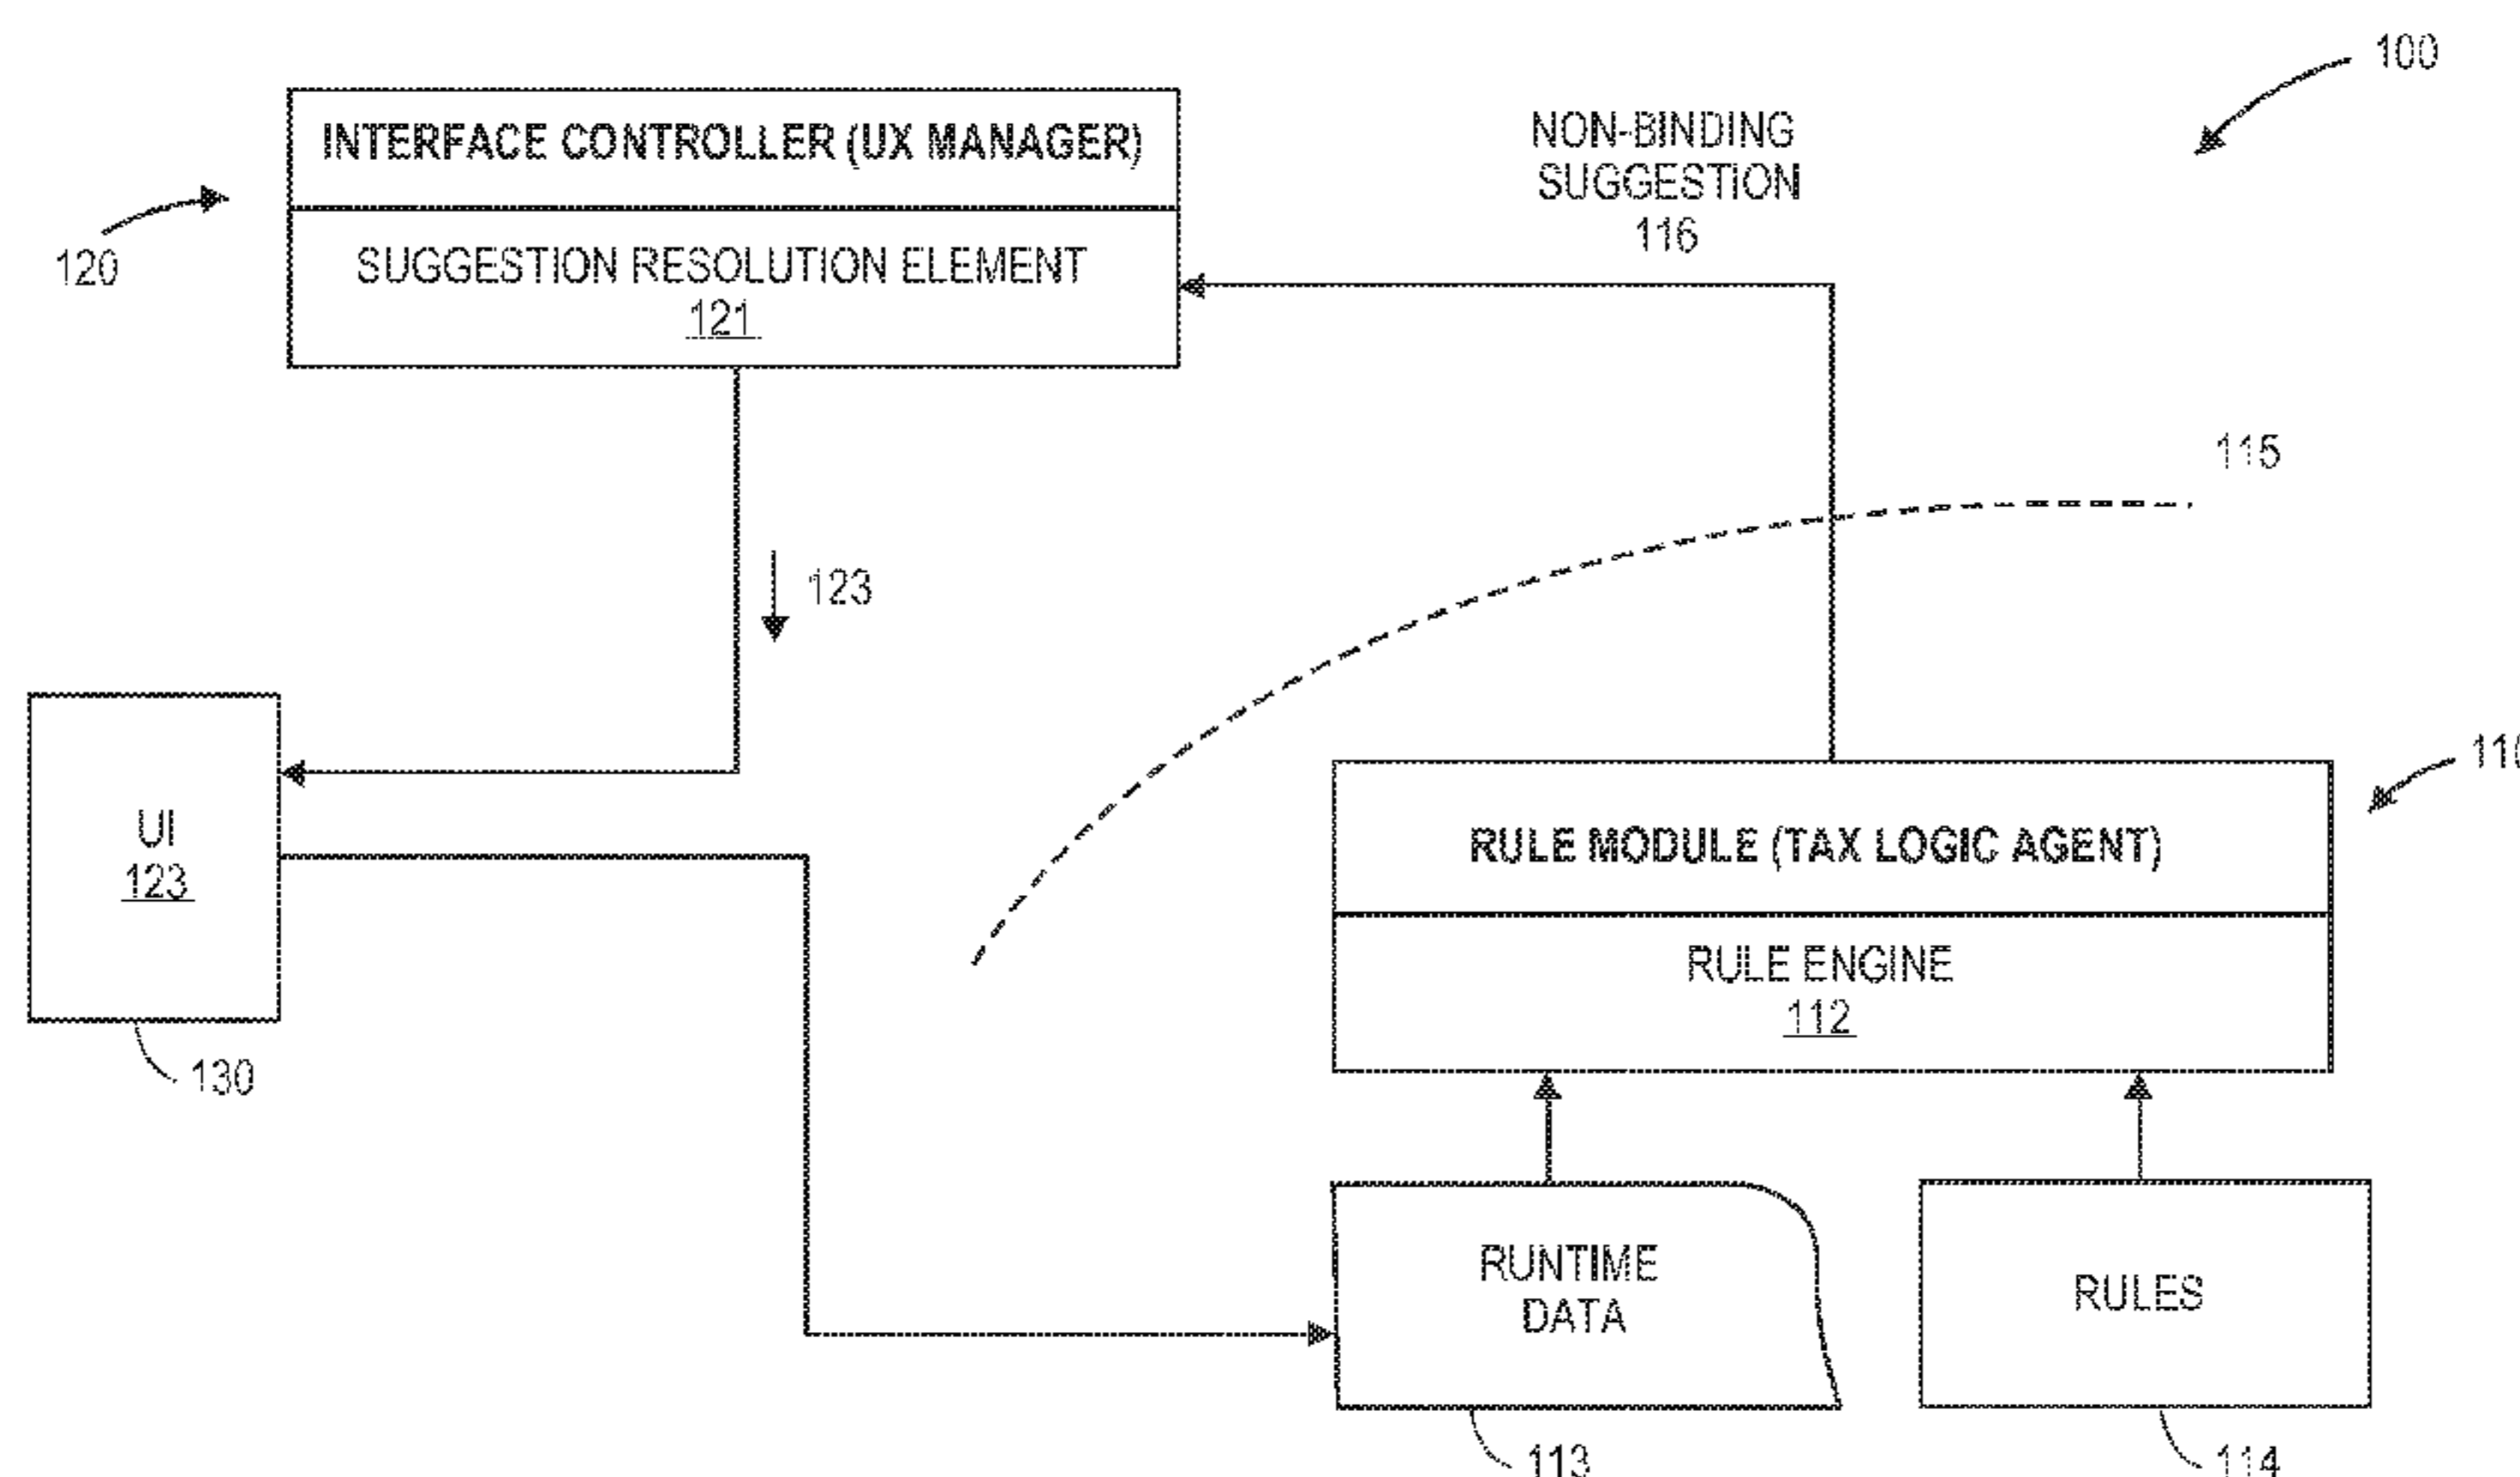 100
INTERFACE CONTROLLER (UX MANAGER)
NON-BINDING
SUGGESTION
116
120
SUGGESTION RESOLUTION ELEMENT
121
115
123
110
UI
123
RULE MODULE (TAX LOGIC AGENT)
RULE ENGINE
112
130
RUNTIME
DATA
RULES
113
114